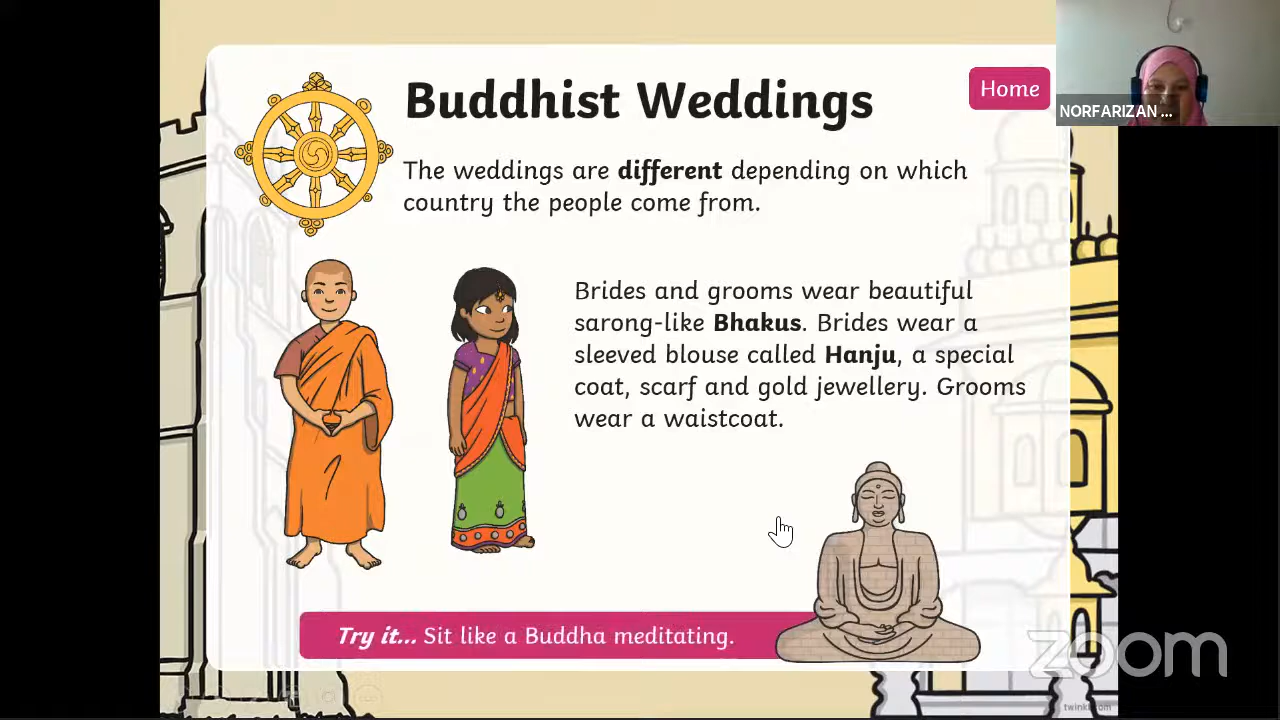 Buddhist Weddings
Home
NORFARIZAN ...
The weddings are different depending on which
country the people come from.
Brides and grooms wear beautiful
sarong-like Bhakus. Brides wear a
sleeved blouse called Hanju, a special
coat, scarf and gold jewellery. Grooms
wear a waistcoat.
Try it... Sit like a Buddha meditating.
zoom
twinkl.com